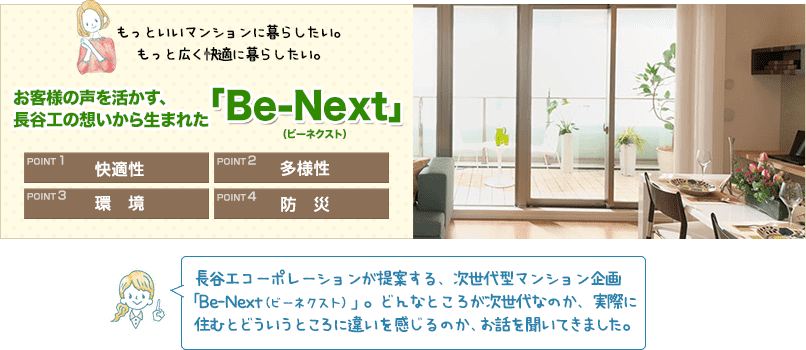 もっといいマンションに暮らしたい。
もっと広く快適に暮らしたい。
お客様の声を活かす、
長谷工の想いから生まれた「Be-Next」
(ビーネクスト)
POINT 1 快適性
POINT 2 多様性
POINT 3 環 境
POINT 4 防 災
長谷工コーポレーションが提案する、次世代型マンション企画
「Be-Next（ビーネクスト）」。どんなところが次世代なのか、実際に
住むとどういうところに違いを感じるのか、お話を聞いてきました。